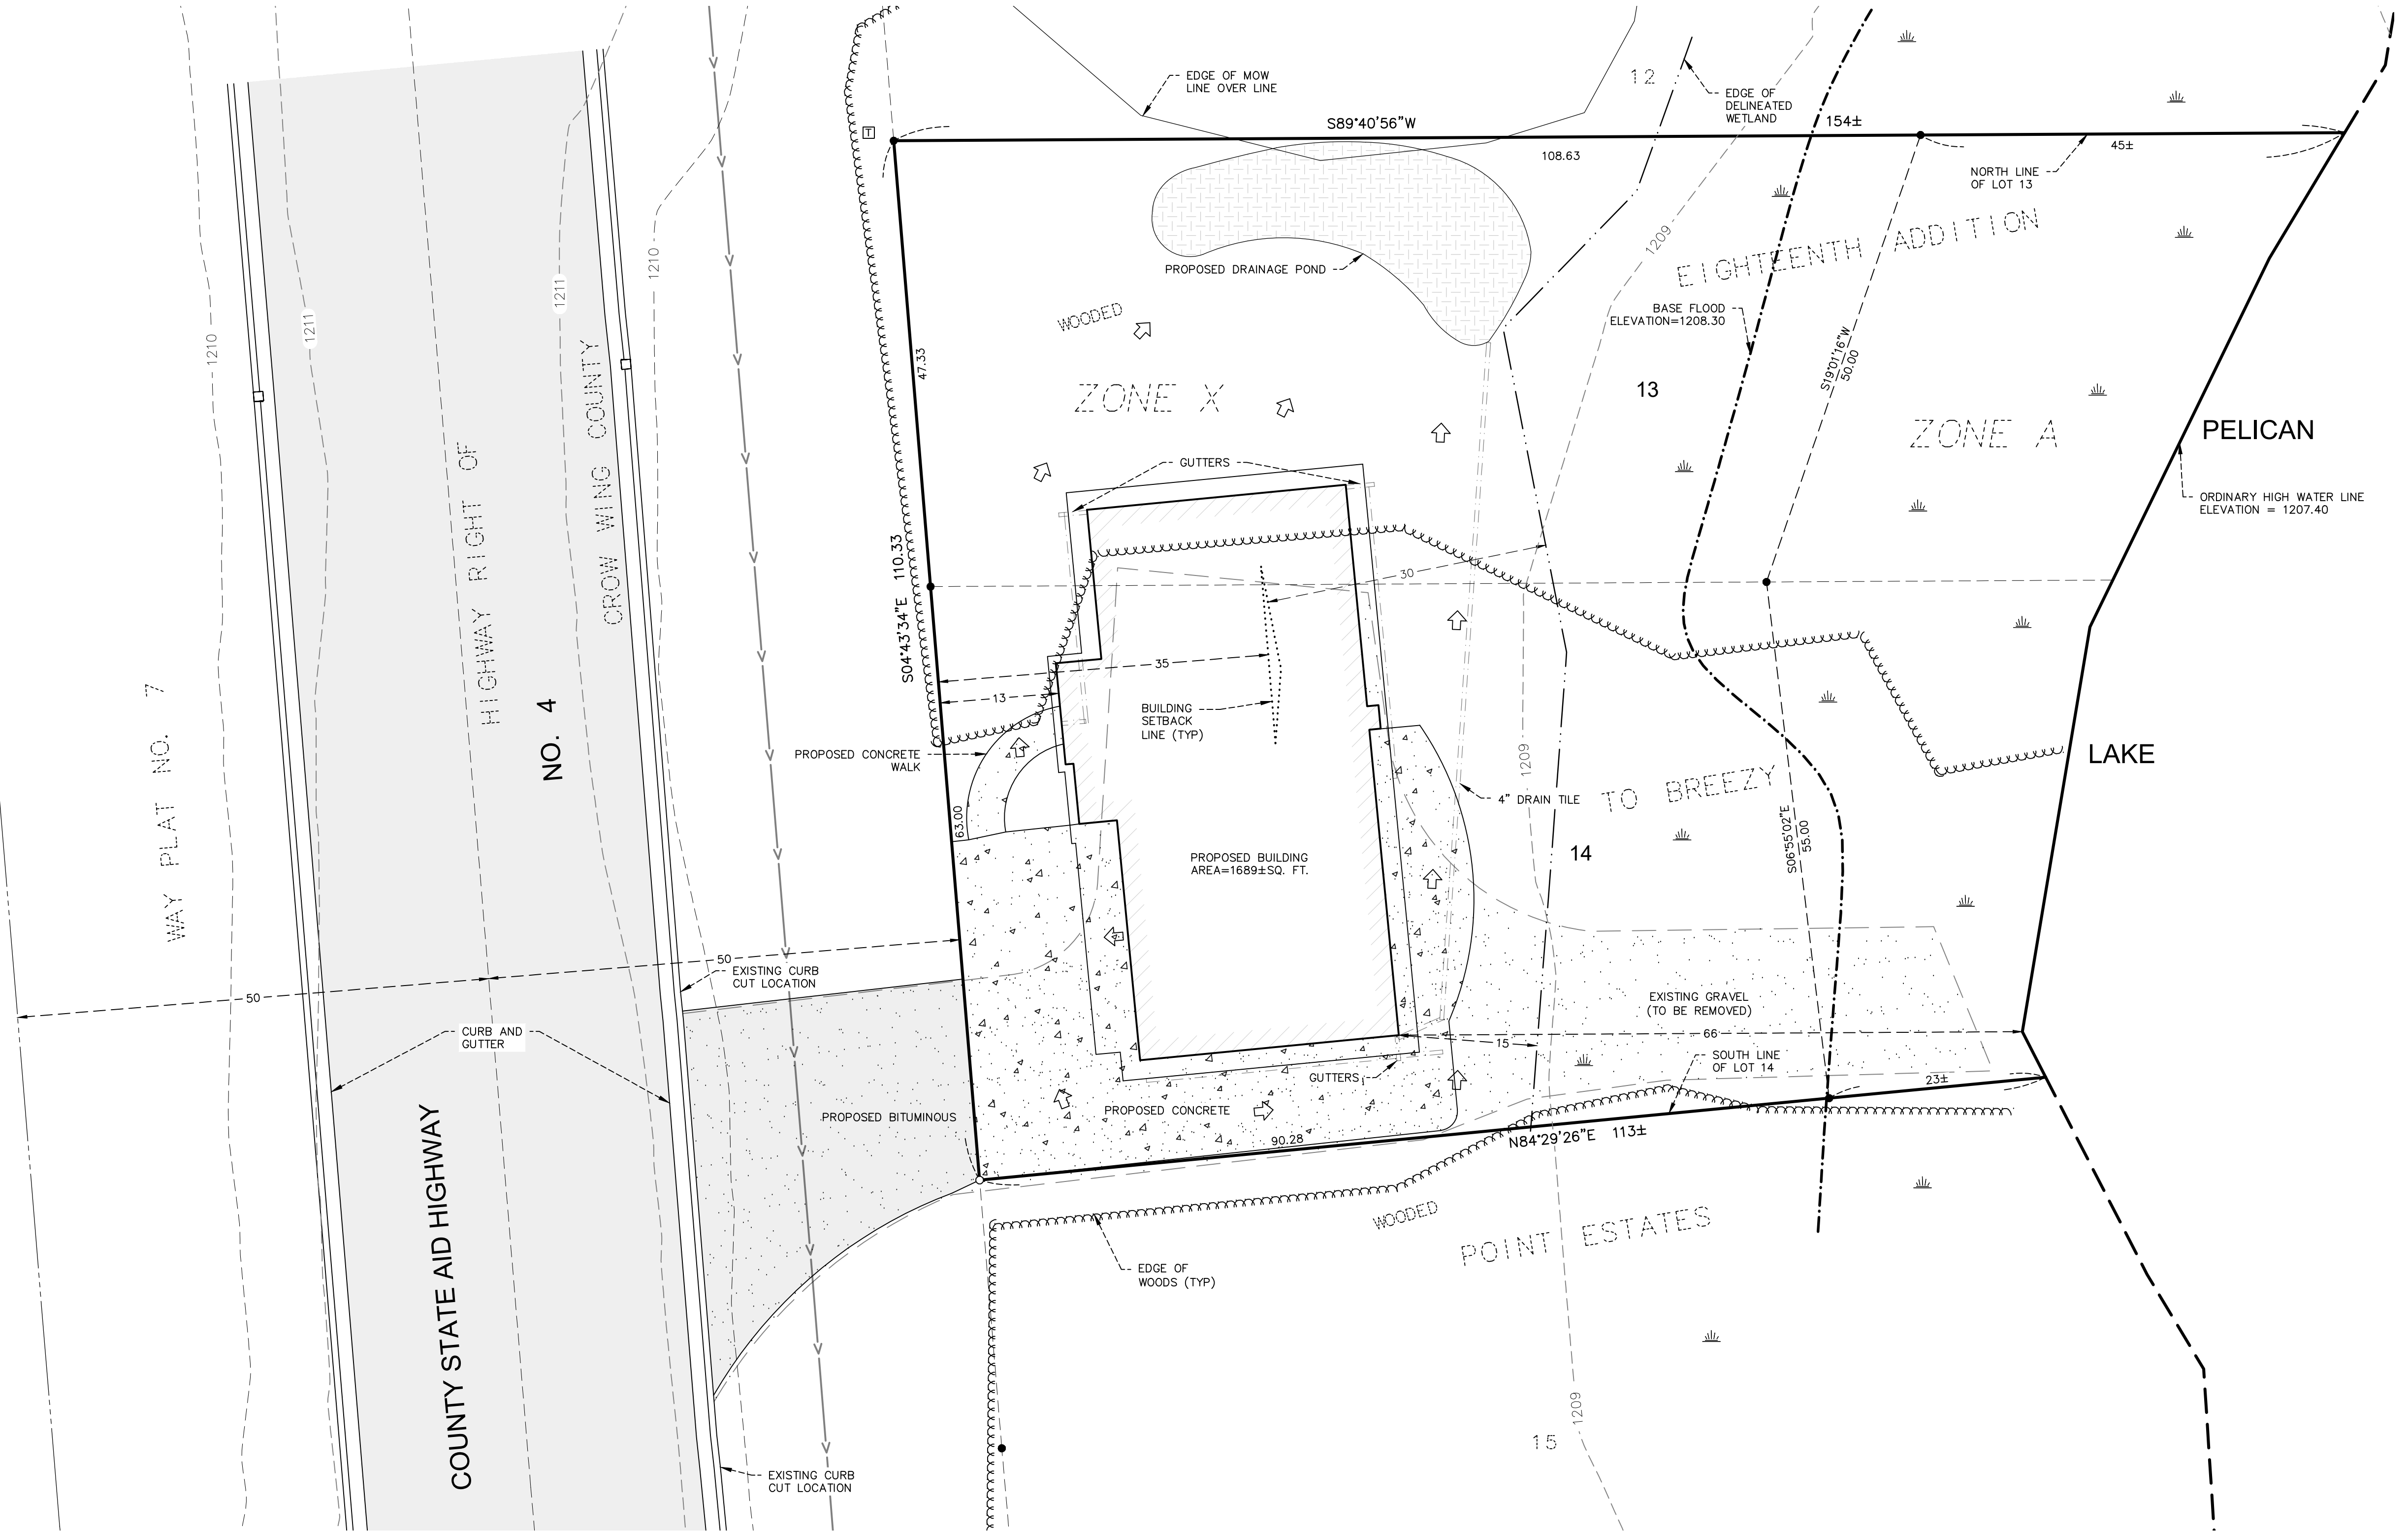 EDGE OF MOW
LINE OVER LINE
S89°40'56"W
12
EDGE OF
DELINEATED
WETLAND
154±
T
108.63
45±
NORTH LINE
OF LOT 13
1210
1211
1211
1210
1209
PROPOSED DRAINAGE POND
WOODED
EIGHTEENTH ADDITION
BASE FLOOD
ELEVATION=1208.30
S19°01'16"W
50.00
47.33
ZONE X
13
ZONE A
PELICAN
GUTTERS
ORDINARY HIGH WATER LINE
ELEVATION = 1207.40
HIGHWAY RIGHT OF
CROW WING COUNTY
S04°43'34"E 110.33
30
35
13
BUILDING
SETBACK
LINE (TYP)
WAY PLAT NO. 7
NO. 4
PROPOSED CONCRETE
WALK
63.00
1209
4" DRAIN TILE
TO BREEZY
LAKE
S06°55'02"E
55.00
14
PROPOSED BUILDING
AREA=1689±SQ. FT.
50
50
EXISTING CURB
CUT LOCATION
CURB AND
GUTTER
EXISTING GRAVEL
(TO BE REMOVED)
66
15
SOUTH LINE
OF LOT 14
23±
GUTTERS
PROPOSED BITUMINOUS
PROPOSED CONCRETE
90.28
N84°29'26"E 113±
COUNTY STATE AID HIGHWAY
WOODED
POINT ESTATES
EDGE OF
WOODS (TYP)
1209
15
EXISTING CURB
CUT LOCATION